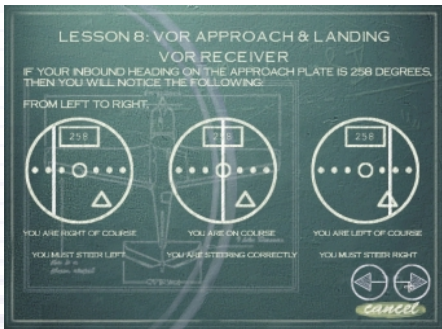 LESSON 8: VOR APPROACH & LANDING
VOR RECEIVER
IF YOUR INBOUND HEADING ON THE APPROACH PLATE IS 258 DEGREES,
THEN YOU WILL NOTICE THE FOLLOWING:
FROM LEFT TO RIGHT,
258 258 258
YOU ARE RIGHT OF COURSE YOU ARE ON COURSE YOU ARE LEFT OF COURSE
YOU MUST STEER LEFT YOU ARE STEERING CORRECTLY YOU MUST STEER RIGHT
cancel